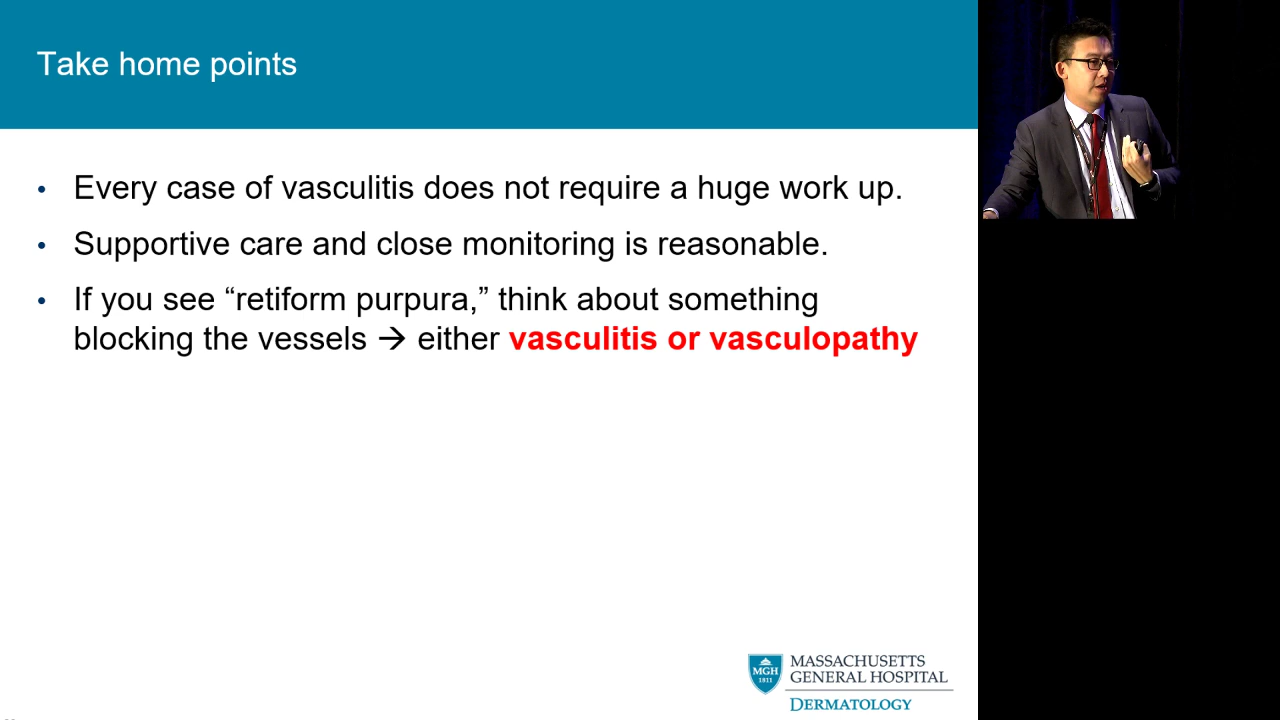 Take home points
• Every case of vasculitis does not require a huge work up.
• Supportive care and close monitoring is reasonable.
• If you see “retiform purpura,” think about something
blocking the vessels → either vasculitis or vasculopathy
MGH
1811
MASSACHUSETTS
GENERAL HOSPITAL
DERMATOLOGY